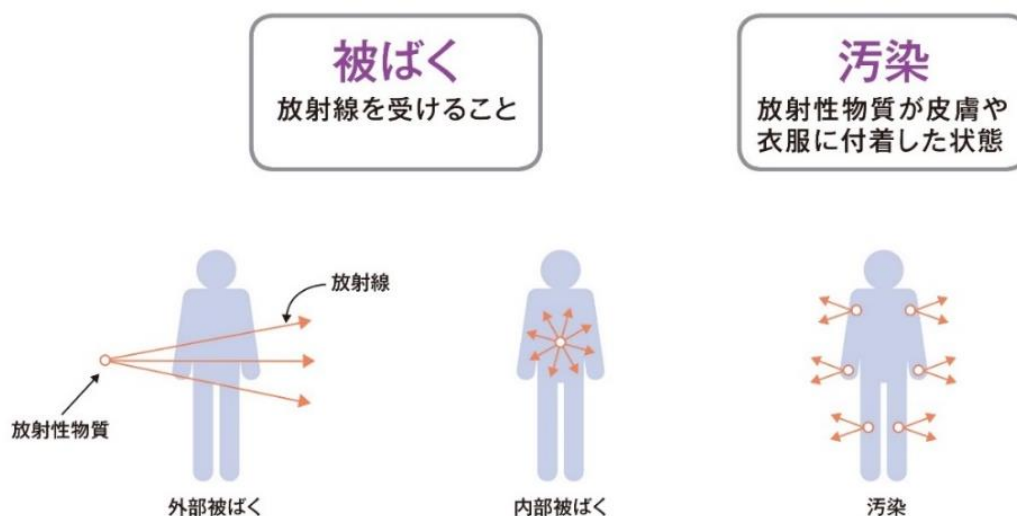 被ばく
放射線を受けること
汚染
放射性物質が皮膚や
衣服に付着した状態
放射線
放射性物質
外部被ばく
内部被ばく
汚染